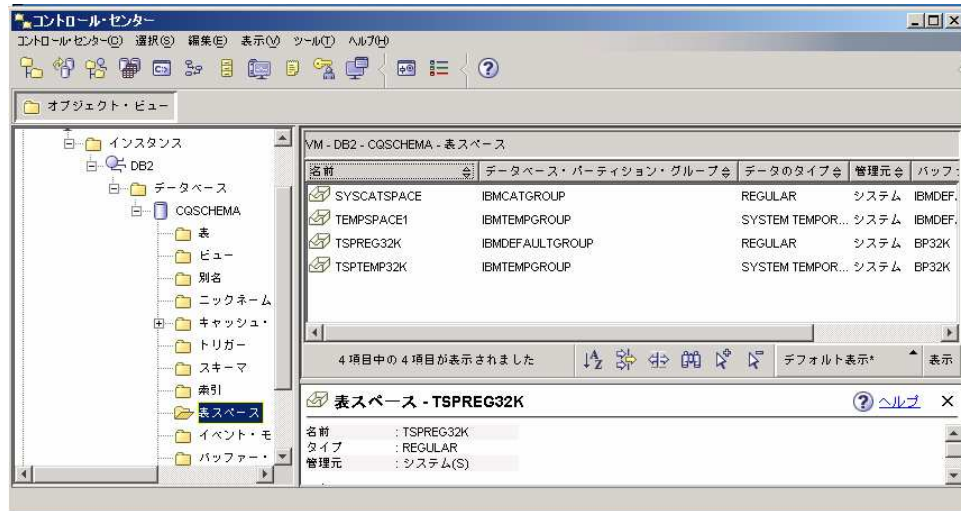 コントロール・センター
コントロール・センター(C) 選択(S) 編集(E) 表示(V) ツール(T) ヘルプ(H)
オブジェクト・ビュー
インスタンス
DB2
データベース
CQSCHEMA
表
ビュー
別名
ニックネーム
キャッシュ・
トリガー
スキーマ
索引
表スペース
イベント・モ
バッファー・
VM - DB2 - CQSCHEMA - 表スペース
名前 データベース・パーティション・グループ データのタイプ 管理元 バッファ
SYSCATSPACE IBMCATGROUP REGULAR システム IBMDEF.
TEMPSPACE1 IBMTEMPGROUP SYSTEM TEMPOR... システム IBMDEF.
TSPREG32K IBMDEFAULTGROUP REGULAR システム BP32K
TSPTEMP32K IBMTEMPGROUP SYSTEM TEMPOR... システム BP32K
4 項目中の 4 項目が表示されました デフォルト表示* 表示
表スペース - TSPREG32K ヘルプ
名前 : TSPREG32K
タイプ : REGULAR
管理元 : システム(S)